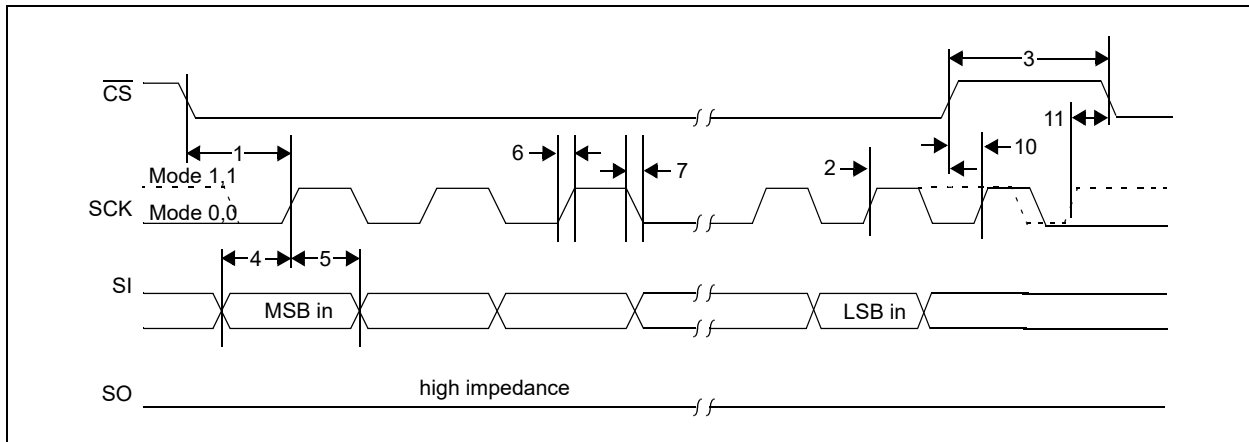 3
CS
11
1
6
7
2
10
Mode 1,1
SCK
Mode 0,0
4
5
SI
MSB in
LSB in
SO
high impedance